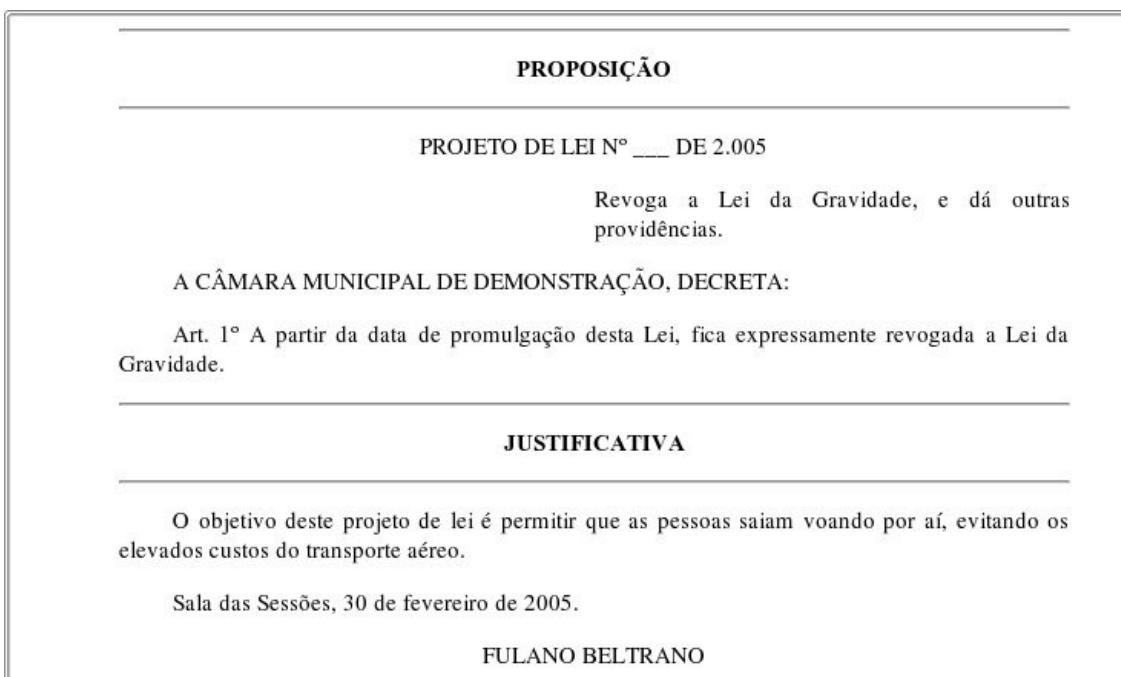 PROPOSIÇÃO
PROJETO DE LEI Nº ___ DE 2.005
Revoga a Lei da Gravidade, e dá outras
providências.
A CÂMARA MUNICIPAL DE DEMONSTRAÇÃO, DECRETA:
Art. 1º A partir da data de promulgação desta Lei, fica expressamente revogada a Lei da
Gravidade.
JUSTIFICATIVA
O objetivo deste projeto de lei é permitir que as pessoas saiam voando por aí, evitando os
elevados custos do transporte aéreo.
Sala das Sessões, 30 de fevereiro de 2005.
FULANO BELTRANO